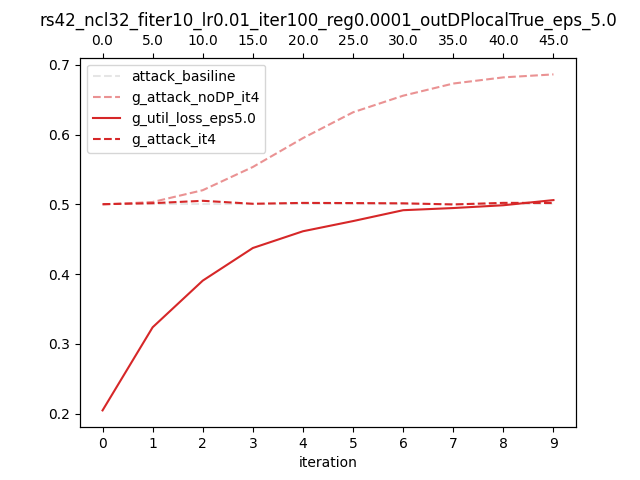 rs42_ncl32_fiter10_lr0.01_iter100_reg0.0001_outDPlocalTrue_eps_5.0
0.0 5.0 10.0 15.0 20.0 25.0 30.0 35.0 40.0 45.0
attack_basiline
g_attack_noDP_it4
g_util_loss_eps5.0
g_attack_it4
0.7
0.6
0.5
0.4
0.3
0.2
0 1 2 3 4 5 6 7 8 9
iteration